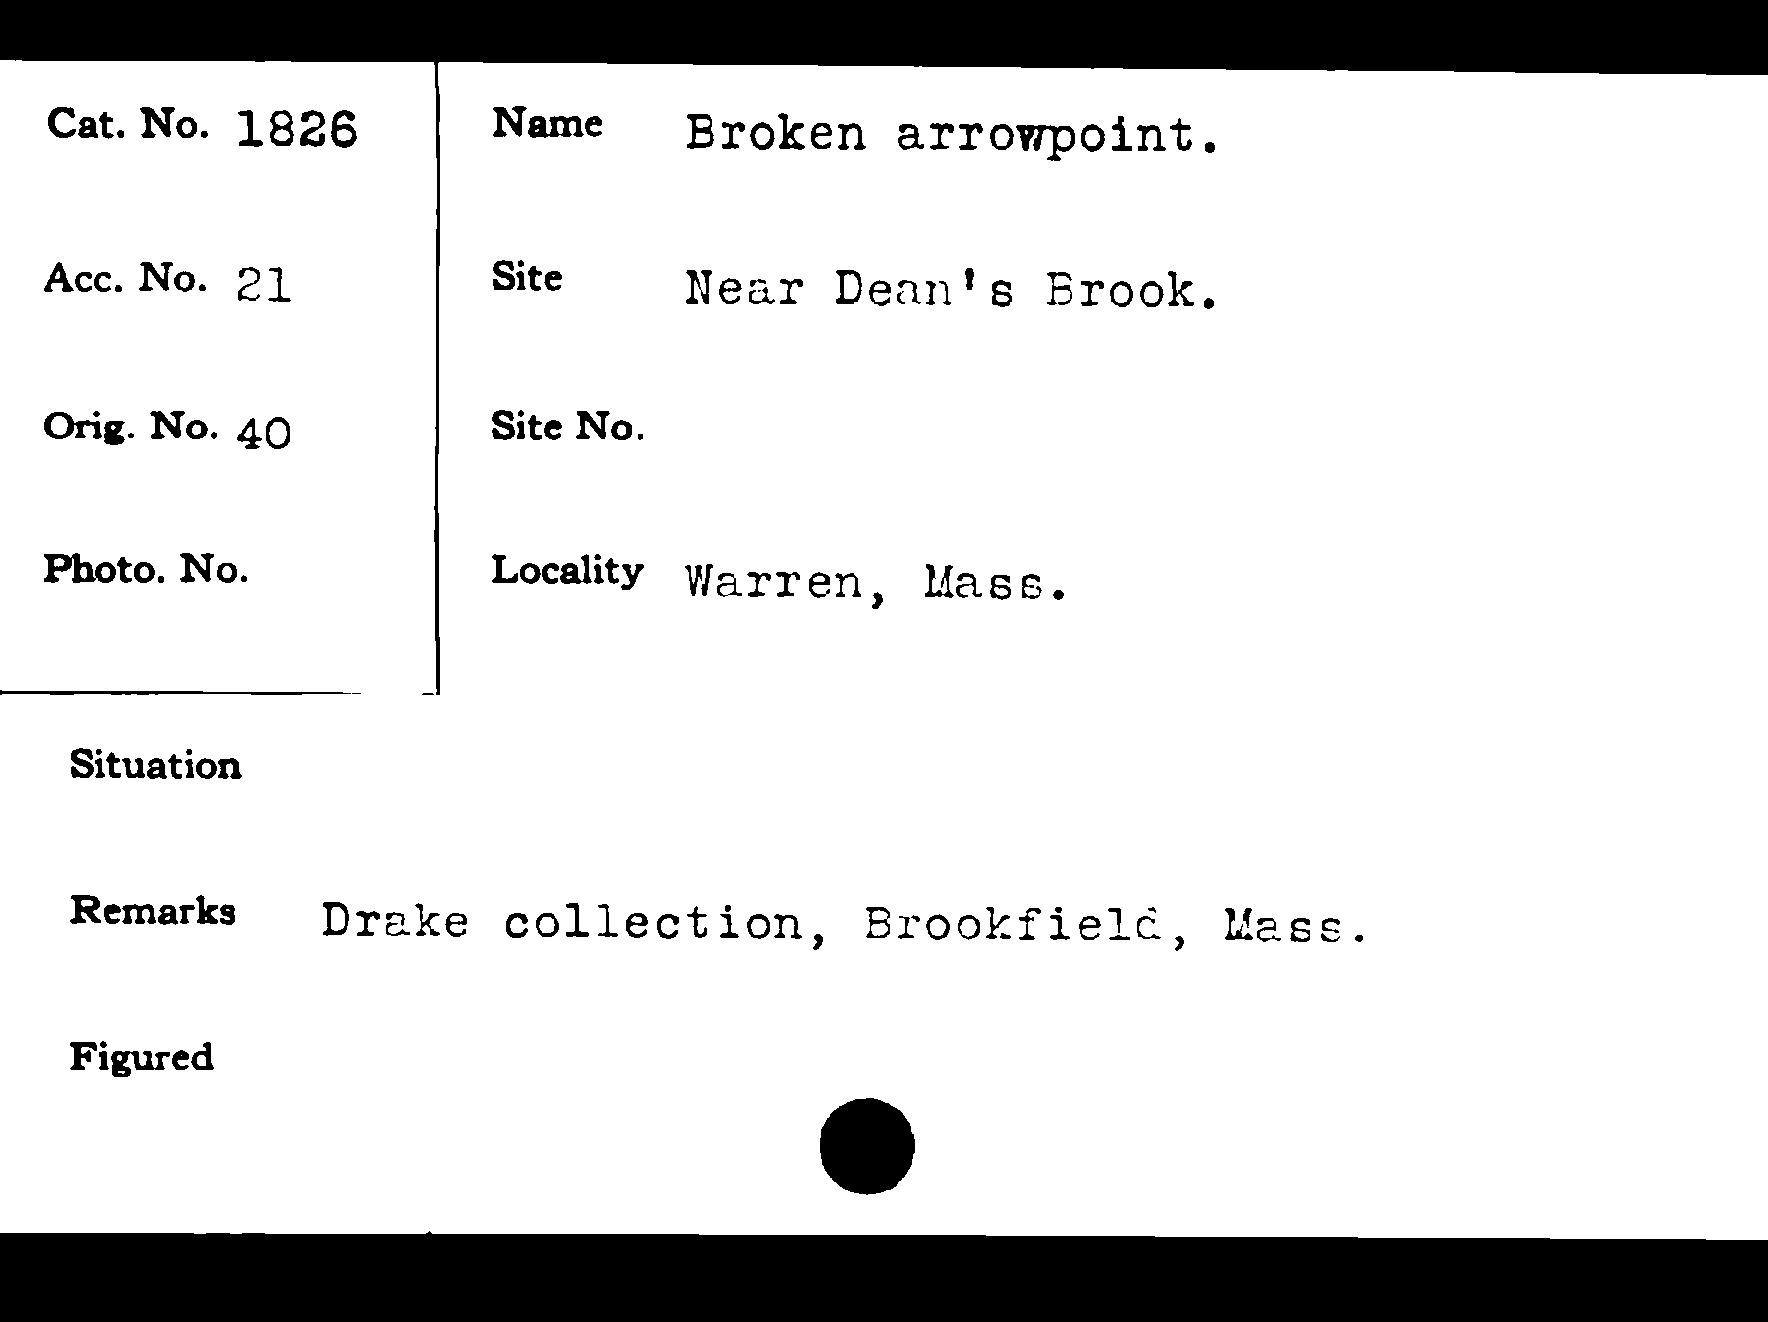 Cat. No. 1826
Name Broken arrowpoint.
Acc. No. 21
Site Near Dean's Brook.
Orig. No. 40
Site No.
Photo. No.
Locality Warren, Mass.
Situation
Remarks Drake collection, Brookfield, Mass.
Figured